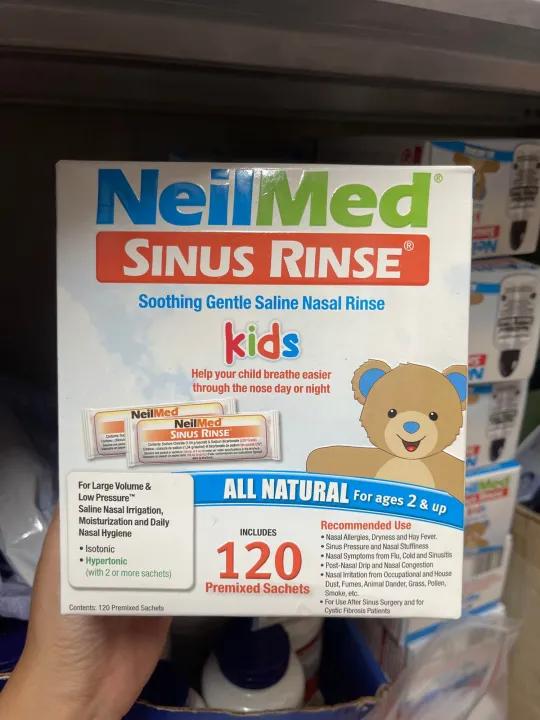 NeilMed®
SINUS RINSE®
Soothing Gentle Saline Nasal Rinse
kids
Help your child breathe easier
through the nose day or night
NeilMed
NeilMed
SINUS RINSE
ALL NATURAL For ages 2 & up
For Large Volume &
Low Pressure™
Saline Nasal Irrigation,
Moisturization and Daily
Nasal Hygiene
• Isotonic
• Hypertonic
(with 2 or more sachets)
INCLUDES
120
Premixed Sachets
Recommended Use
• Nasal Allergies, Dryness and Hay Fever.
• Sinus Pressure and Nasal Stuffiness
• Nasal Symptoms from Flu, Cold and Sinusitis
• Post-Nasal Drip and Nasal Congestion
• Nasal Irritation from Occupational and House
Dust, Fumes, Animal Dander, Grass, Pollen,
Smoke, etc.
• For Use After Sinus Surgery and for
Cystic Fibrosis Patients
Contents: 120 Premixed Sachets